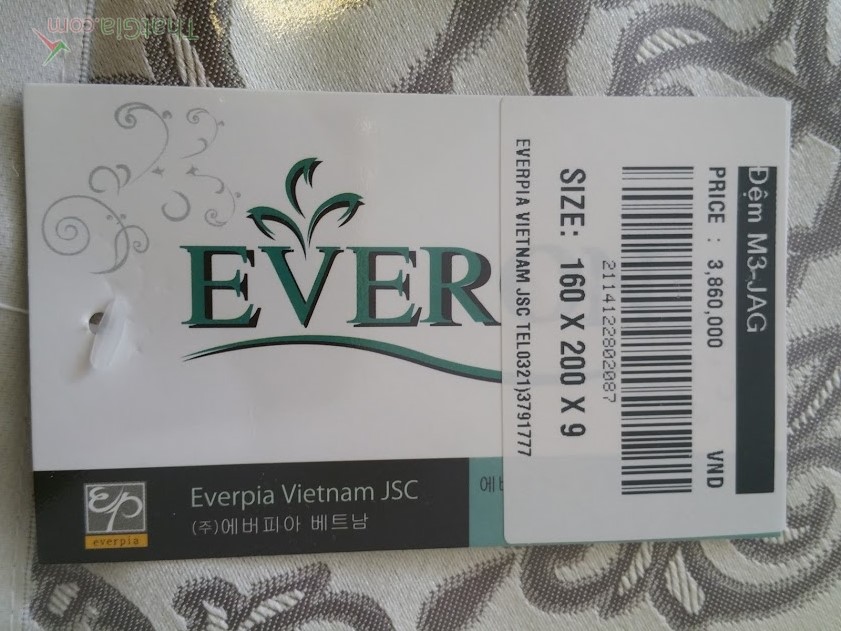 ThatGia.com
EVER
Everpia Vietnam JSC
(주)에버피아 베트남
everpia
에
Đệm M3-JAG
PRICE : 3,860,000 VND
2114122802087
SIZE: 160 X 200 X 9
EVERPIA VIETNAM JSC TEL0321)3791777